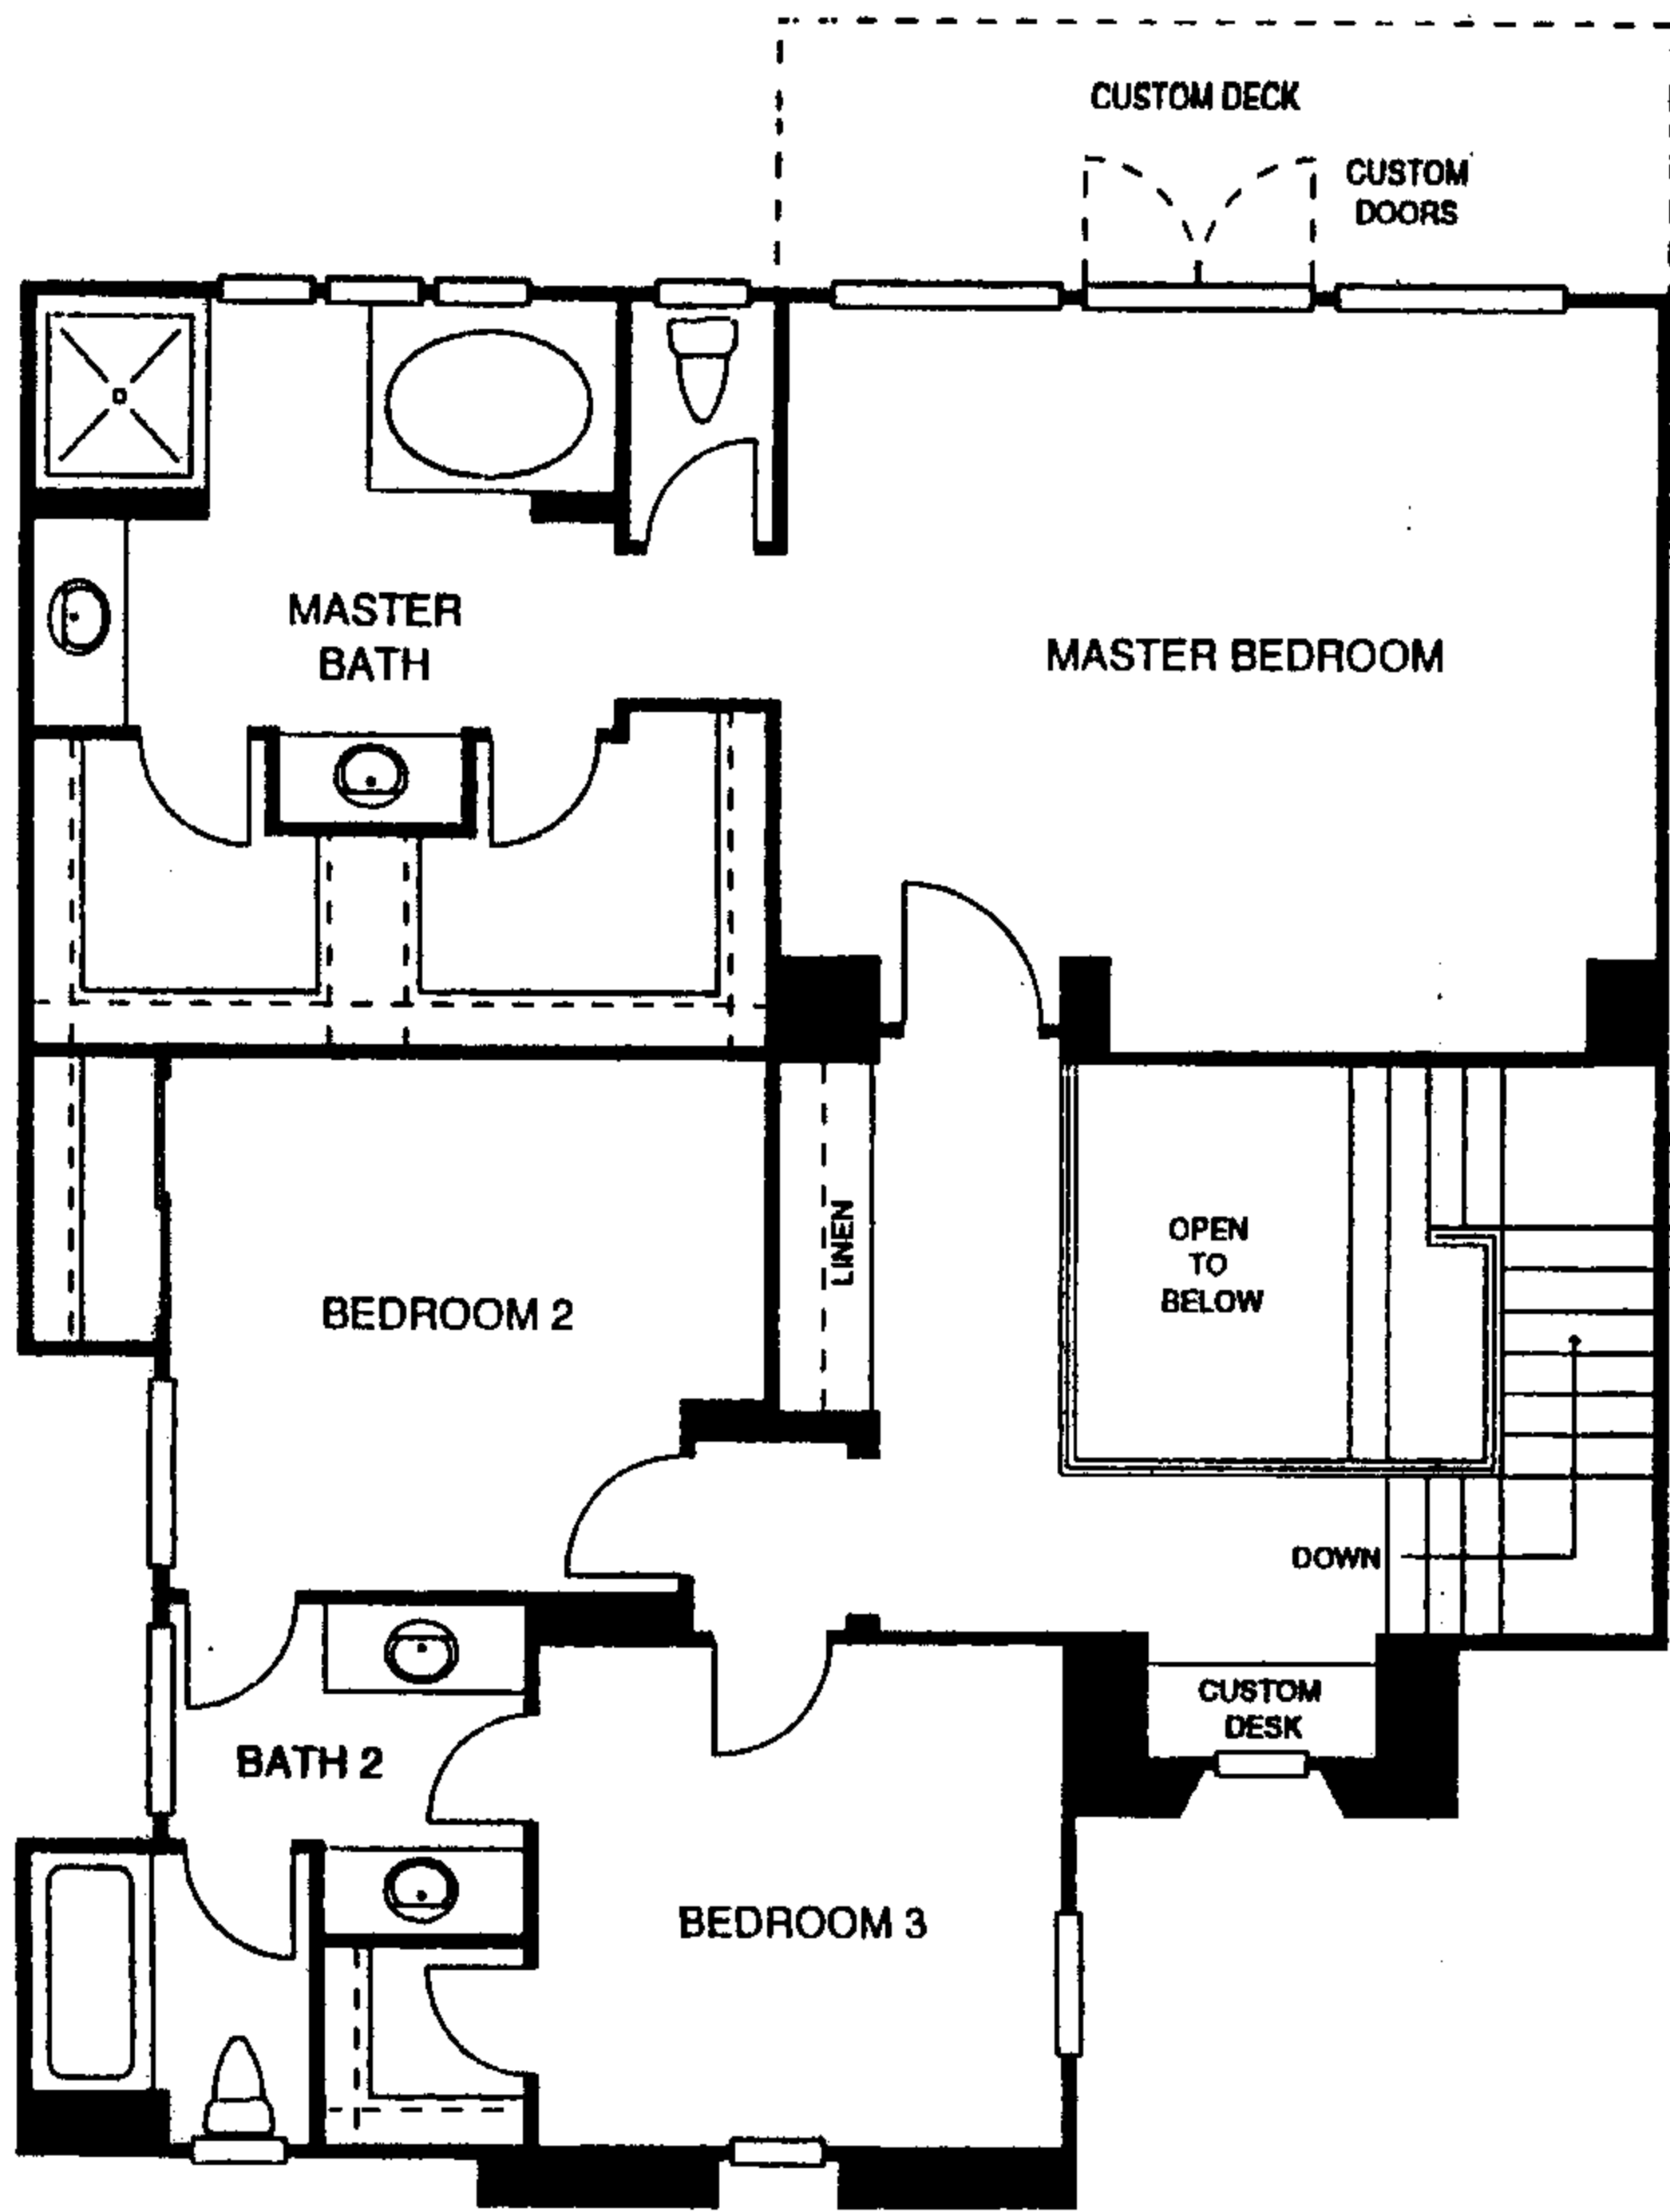 CUSTOM DECK
CUSTOM
DOORS
MASTER
BATH
MASTER BEDROOM
LINEN
OPEN
TO
BELOW
BEDROOM 2
DOWN
CUSTOM
DESK
BATH 2
BEDROOM 3